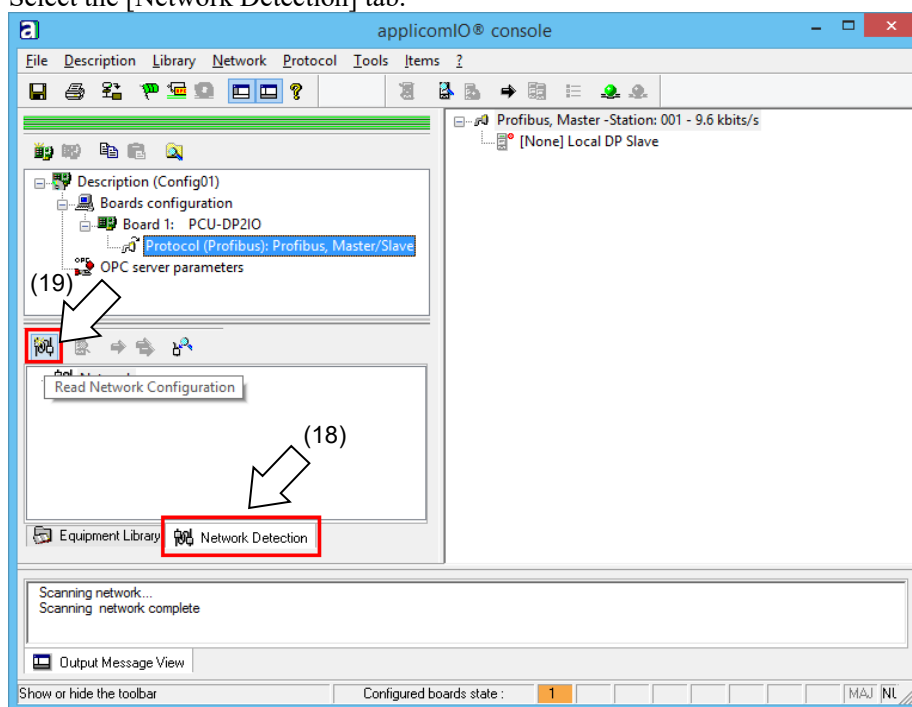 Select the [Network Detection] tab.
applicomIO® console
File Description Library Network Protocol Tools Items ?
Profibus, Master -Station: 001 - 9.6 kbits/s
[None] Local DP Slave
Description (Config01)
Boards configuration
Board 1: PCU-DP2IO
Protocol (Profibus): Profibus, Master/Slave
OPC server parameters
(19)
Read Network Configuration
(18)
Equipment Library
Network Detection
Scanning network...
Scanning network complete
Output Message View
Show or hide the toolbar
Configured boards state :
1
MAJ